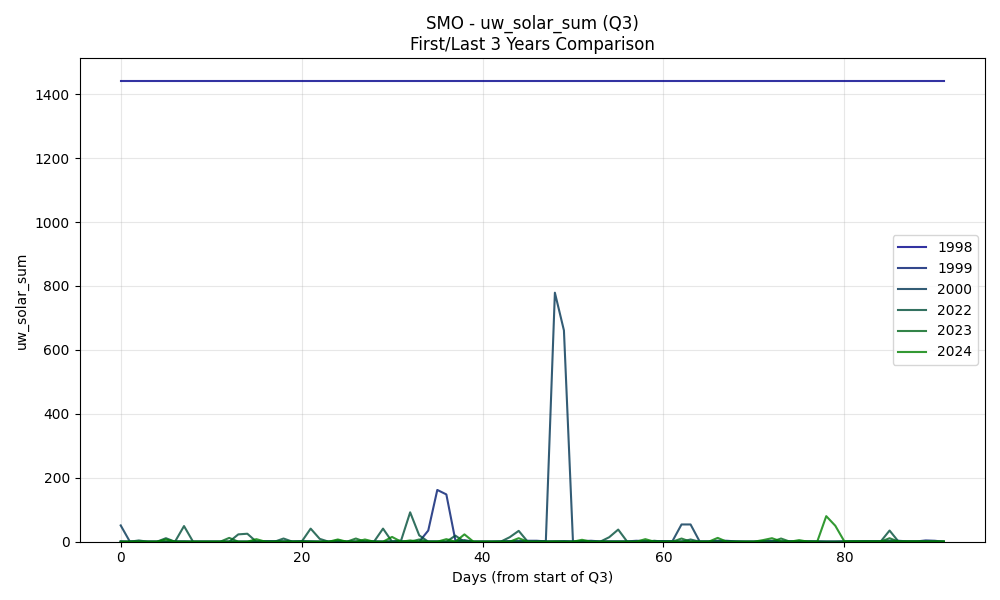 SMO - uw_solar_sum (Q3)
First/Last 3 Years Comparison
uw_solar_sum
1400
1200
1000
800
600
400
200
0
0 20 40 60 80
Days (from start of Q3)
1998
1999
2000
2022
2023
2024